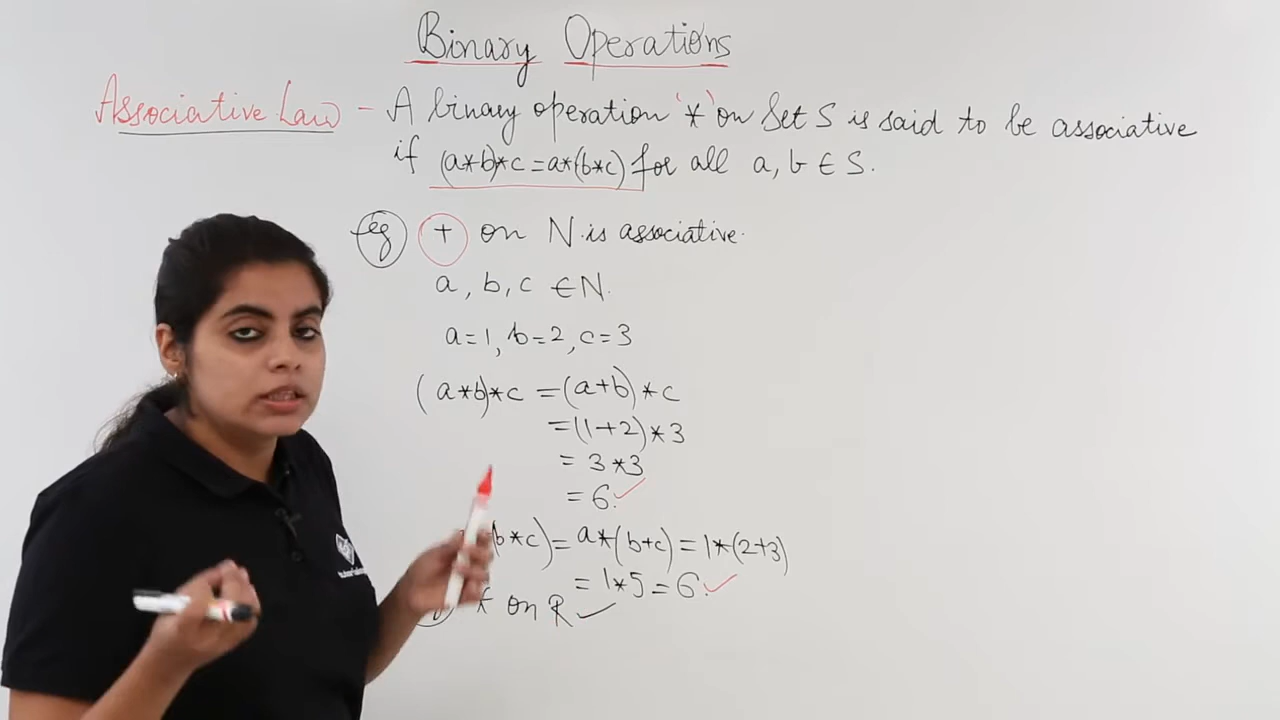 Binary Operations
Associative Law - A binary operation '*' on Set S is said to be associative
if (a*b)*c=a*(b*c) for all a, b ∈ S.
eg + on N is associative.
a, b, c ∈ N.
a=1, b=2, c=3
(a*b)*c = (a+b)*c
= (1+2)*3
= 3*3
= 6. ✓
b*c) = a*(b+c) = 1*(2+3)
= 1*5 = 6. ✓
on R ✓